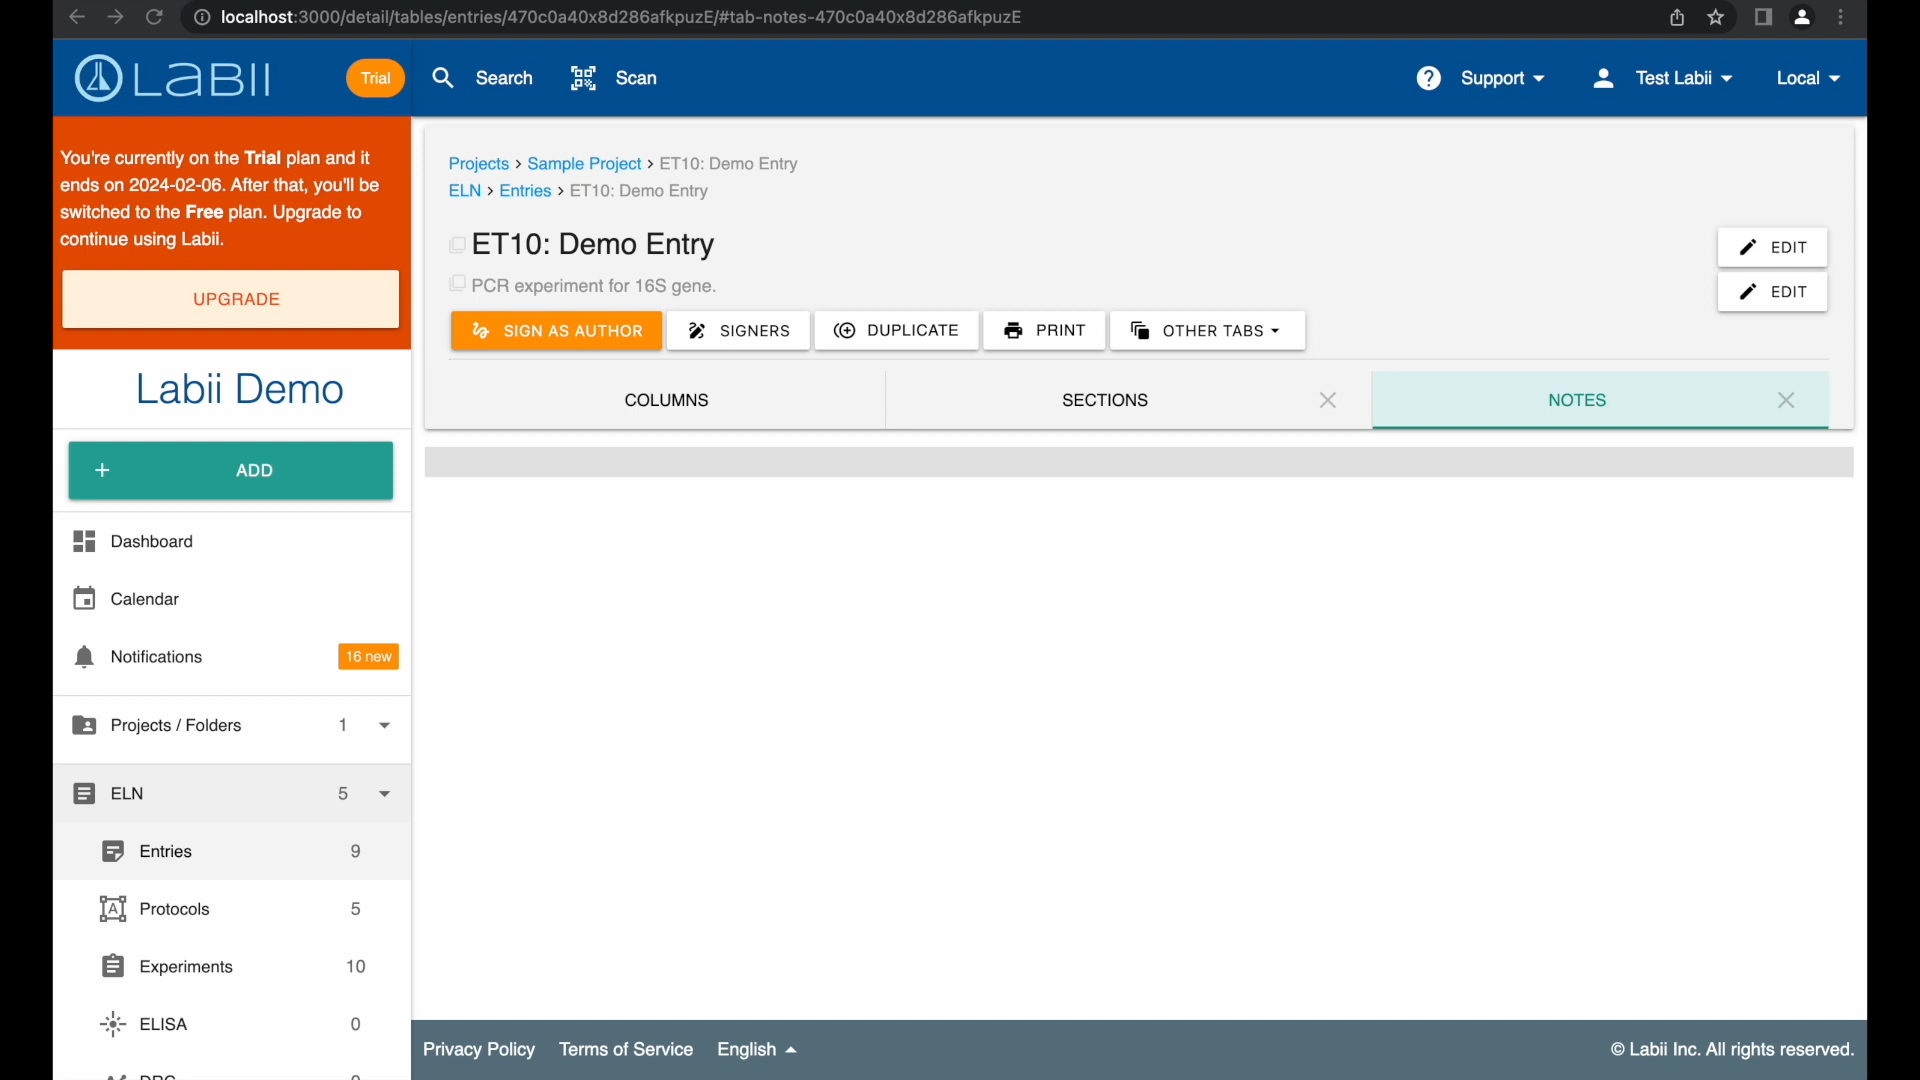 localhost:3000/detail/tables/entries/470c0a40x8d286afkpuzE/#tab-notes-470c0a40x8d286afkpuzE
LABII
Trial
Search
Scan
? Support
Test Labii
Local
You're currently on the Trial plan and it
ends on 2024-02-06. After that, you'll be
switched to the Free plan. Upgrade to
continue using Labii.
UPGRADE
Labii Demo
+ ADD
Dashboard
Calendar
Notifications 16 new
Projects / Folders 1
ELN 5
Entries 9
Protocols 5
Experiments 10
ELISA 0
Projects > Sample Project > ET10: Demo Entry
ELN > Entries > ET10: Demo Entry
ET10: Demo Entry
EDIT
PCR experiment for 16S gene.
EDIT
SIGN AS AUTHOR
SIGNERS
DUPLICATE
PRINT
OTHER TABS
COLUMNS
SECTIONS
NOTES
Privacy Policy
Terms of Service
English
© Labii Inc. All rights reserved.